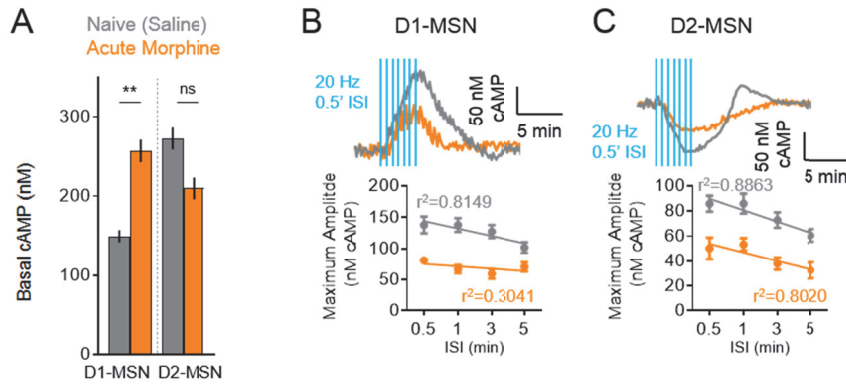 A
Naive (Saline)
Acute Morphine
**
ns
300
200
100
0
Basal cAMP (nM)
D1-MSN D2-MSN
B
D1-MSN
20 Hz
0.5' ISI
50 nM
cAMP
5 min
200
150
100
50
0
Maximum Amplitde
(nM cAMP)
r²=0.8149
r²=0.3041
0.5 1 3 5
ISI (min)
C
D2-MSN
20 Hz
0.5' ISI
50 nM
cAMP
5 min
100
80
60
40
20
0
Maximum Amplitde
(nM cAMP)
r²=0.8863
r²=0.8020
0.5 1 3 5
ISI (min)